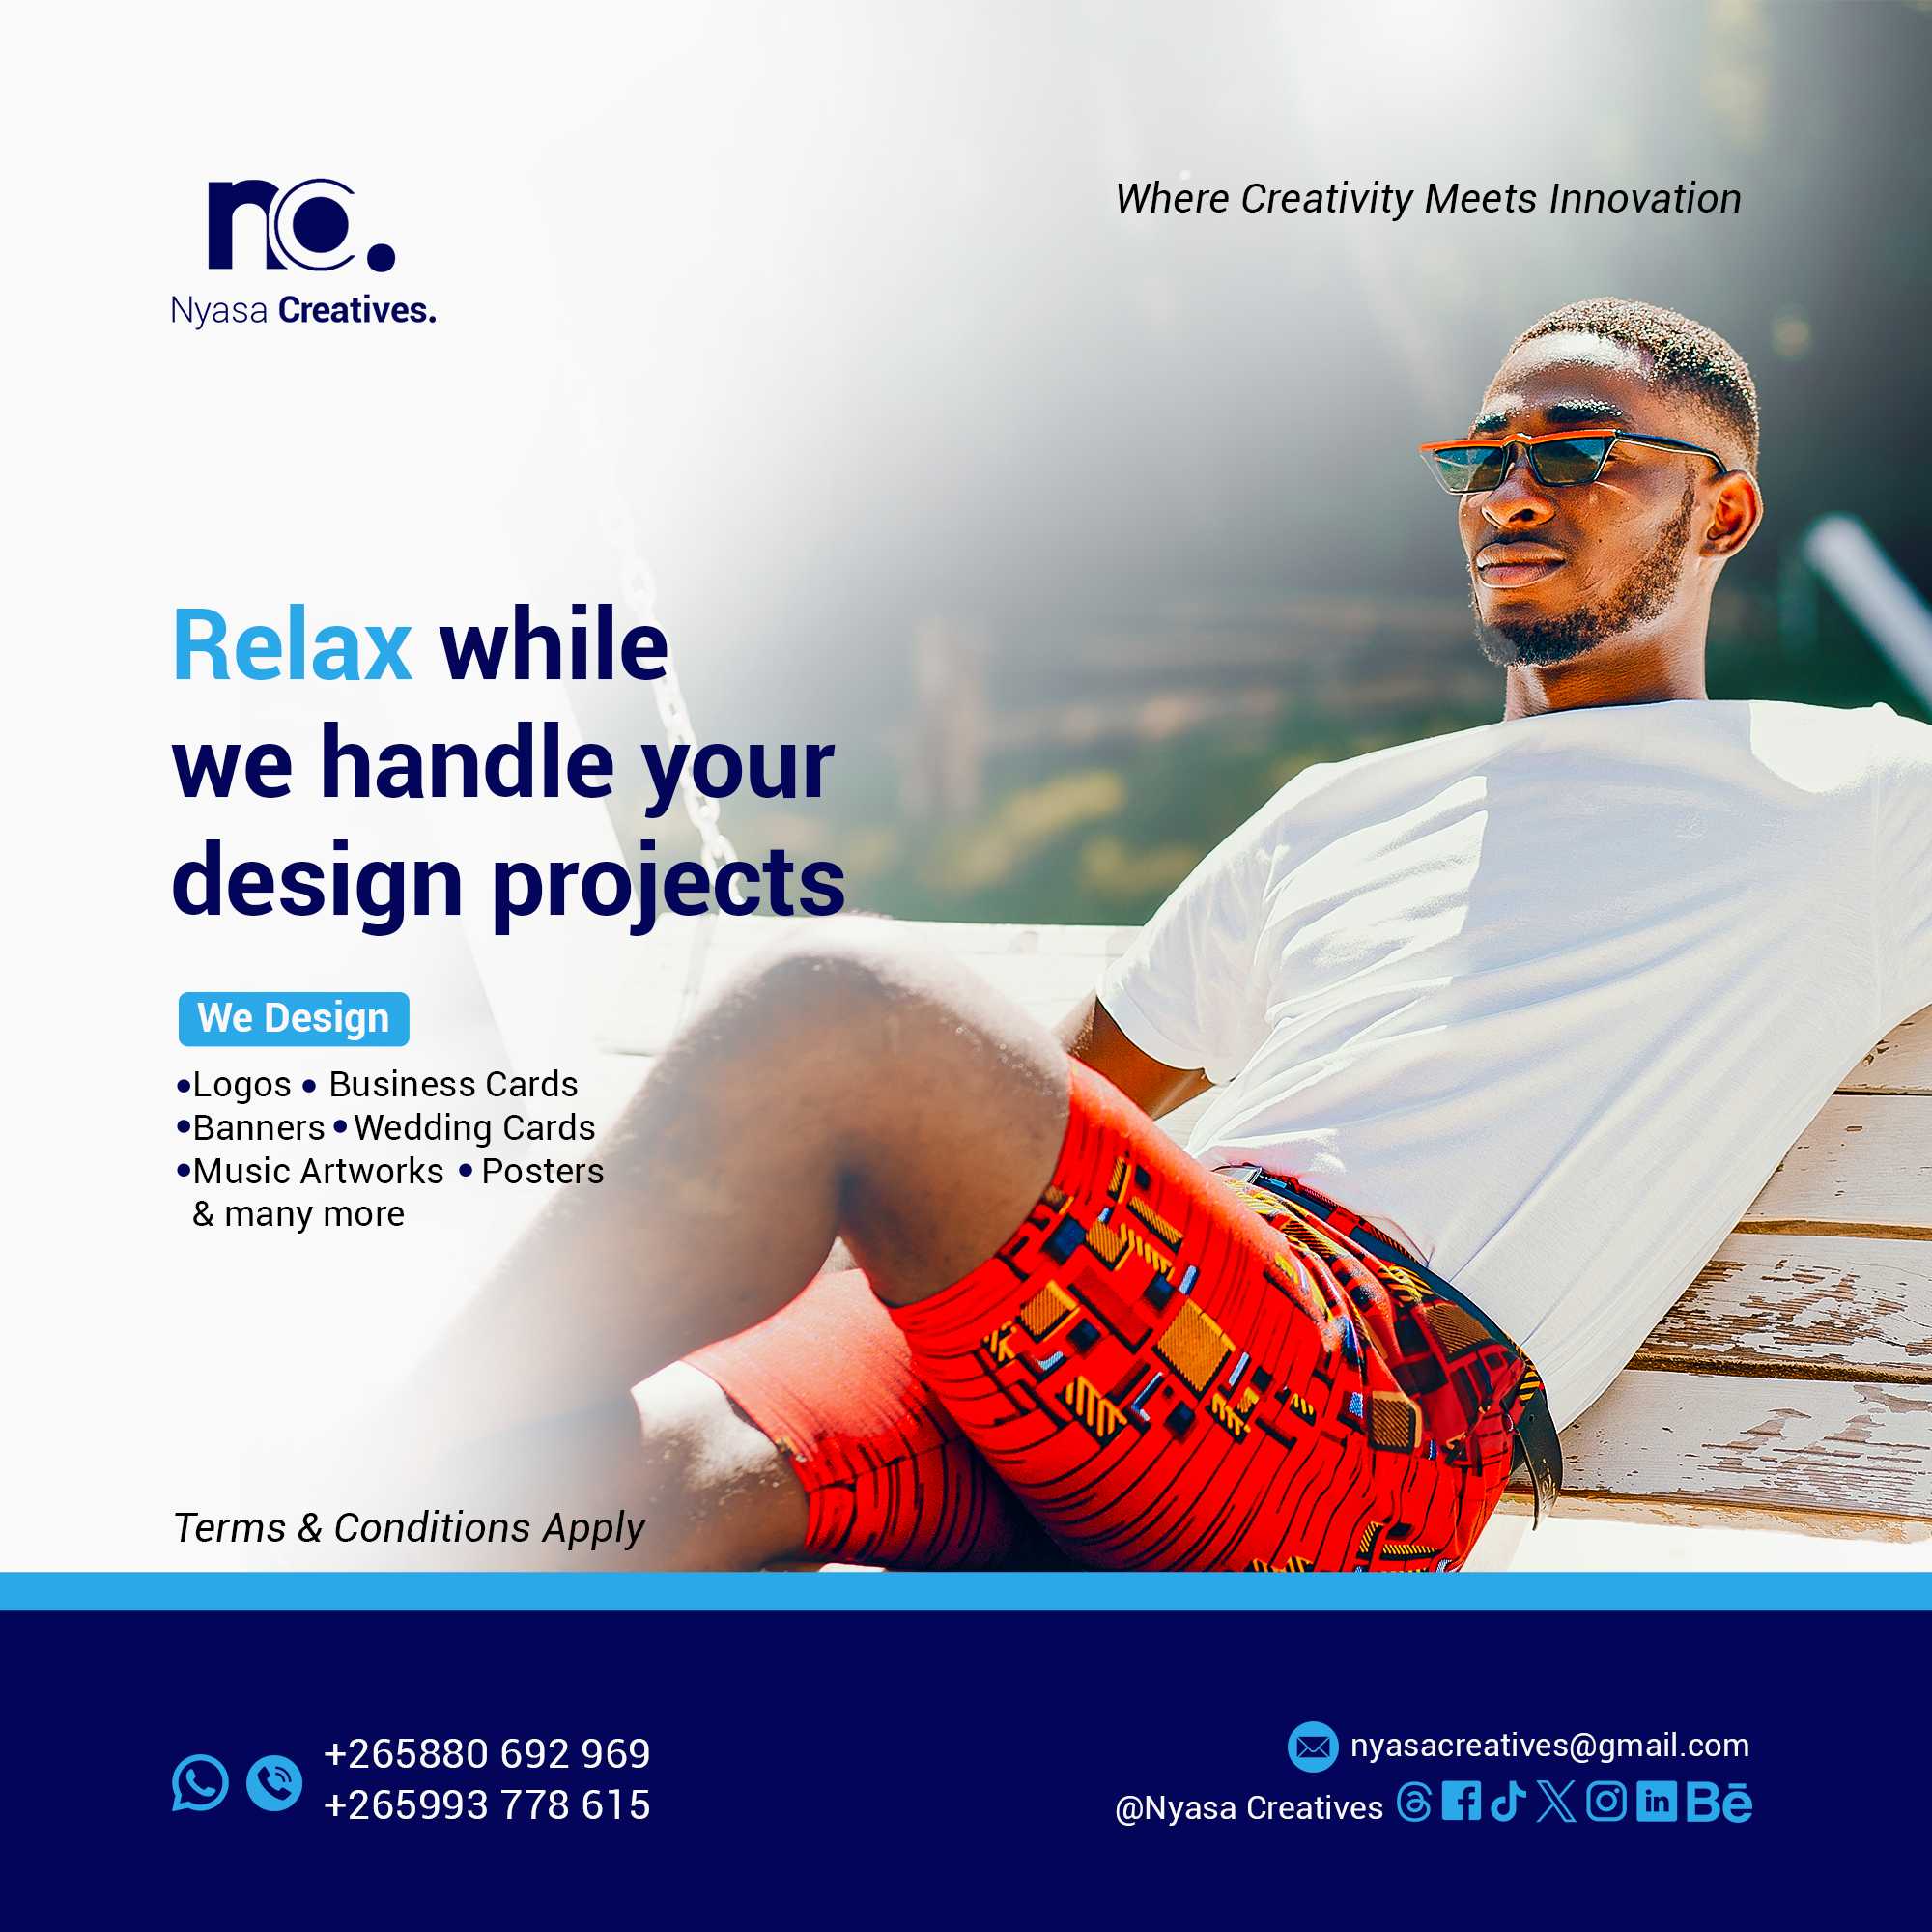 nc.
Nyasa Creatives.
Where Creativity Meets Innovation
Relax while
we handle your
design projects
We Design
•Logos • Business Cards
•Banners •Wedding Cards
•Music Artworks • Posters
& many more
Terms & Conditions Apply
+265880 692 969
+265993 778 615
nyasacreatives@gmail.com
@Nyasa Creatives
in
Bē